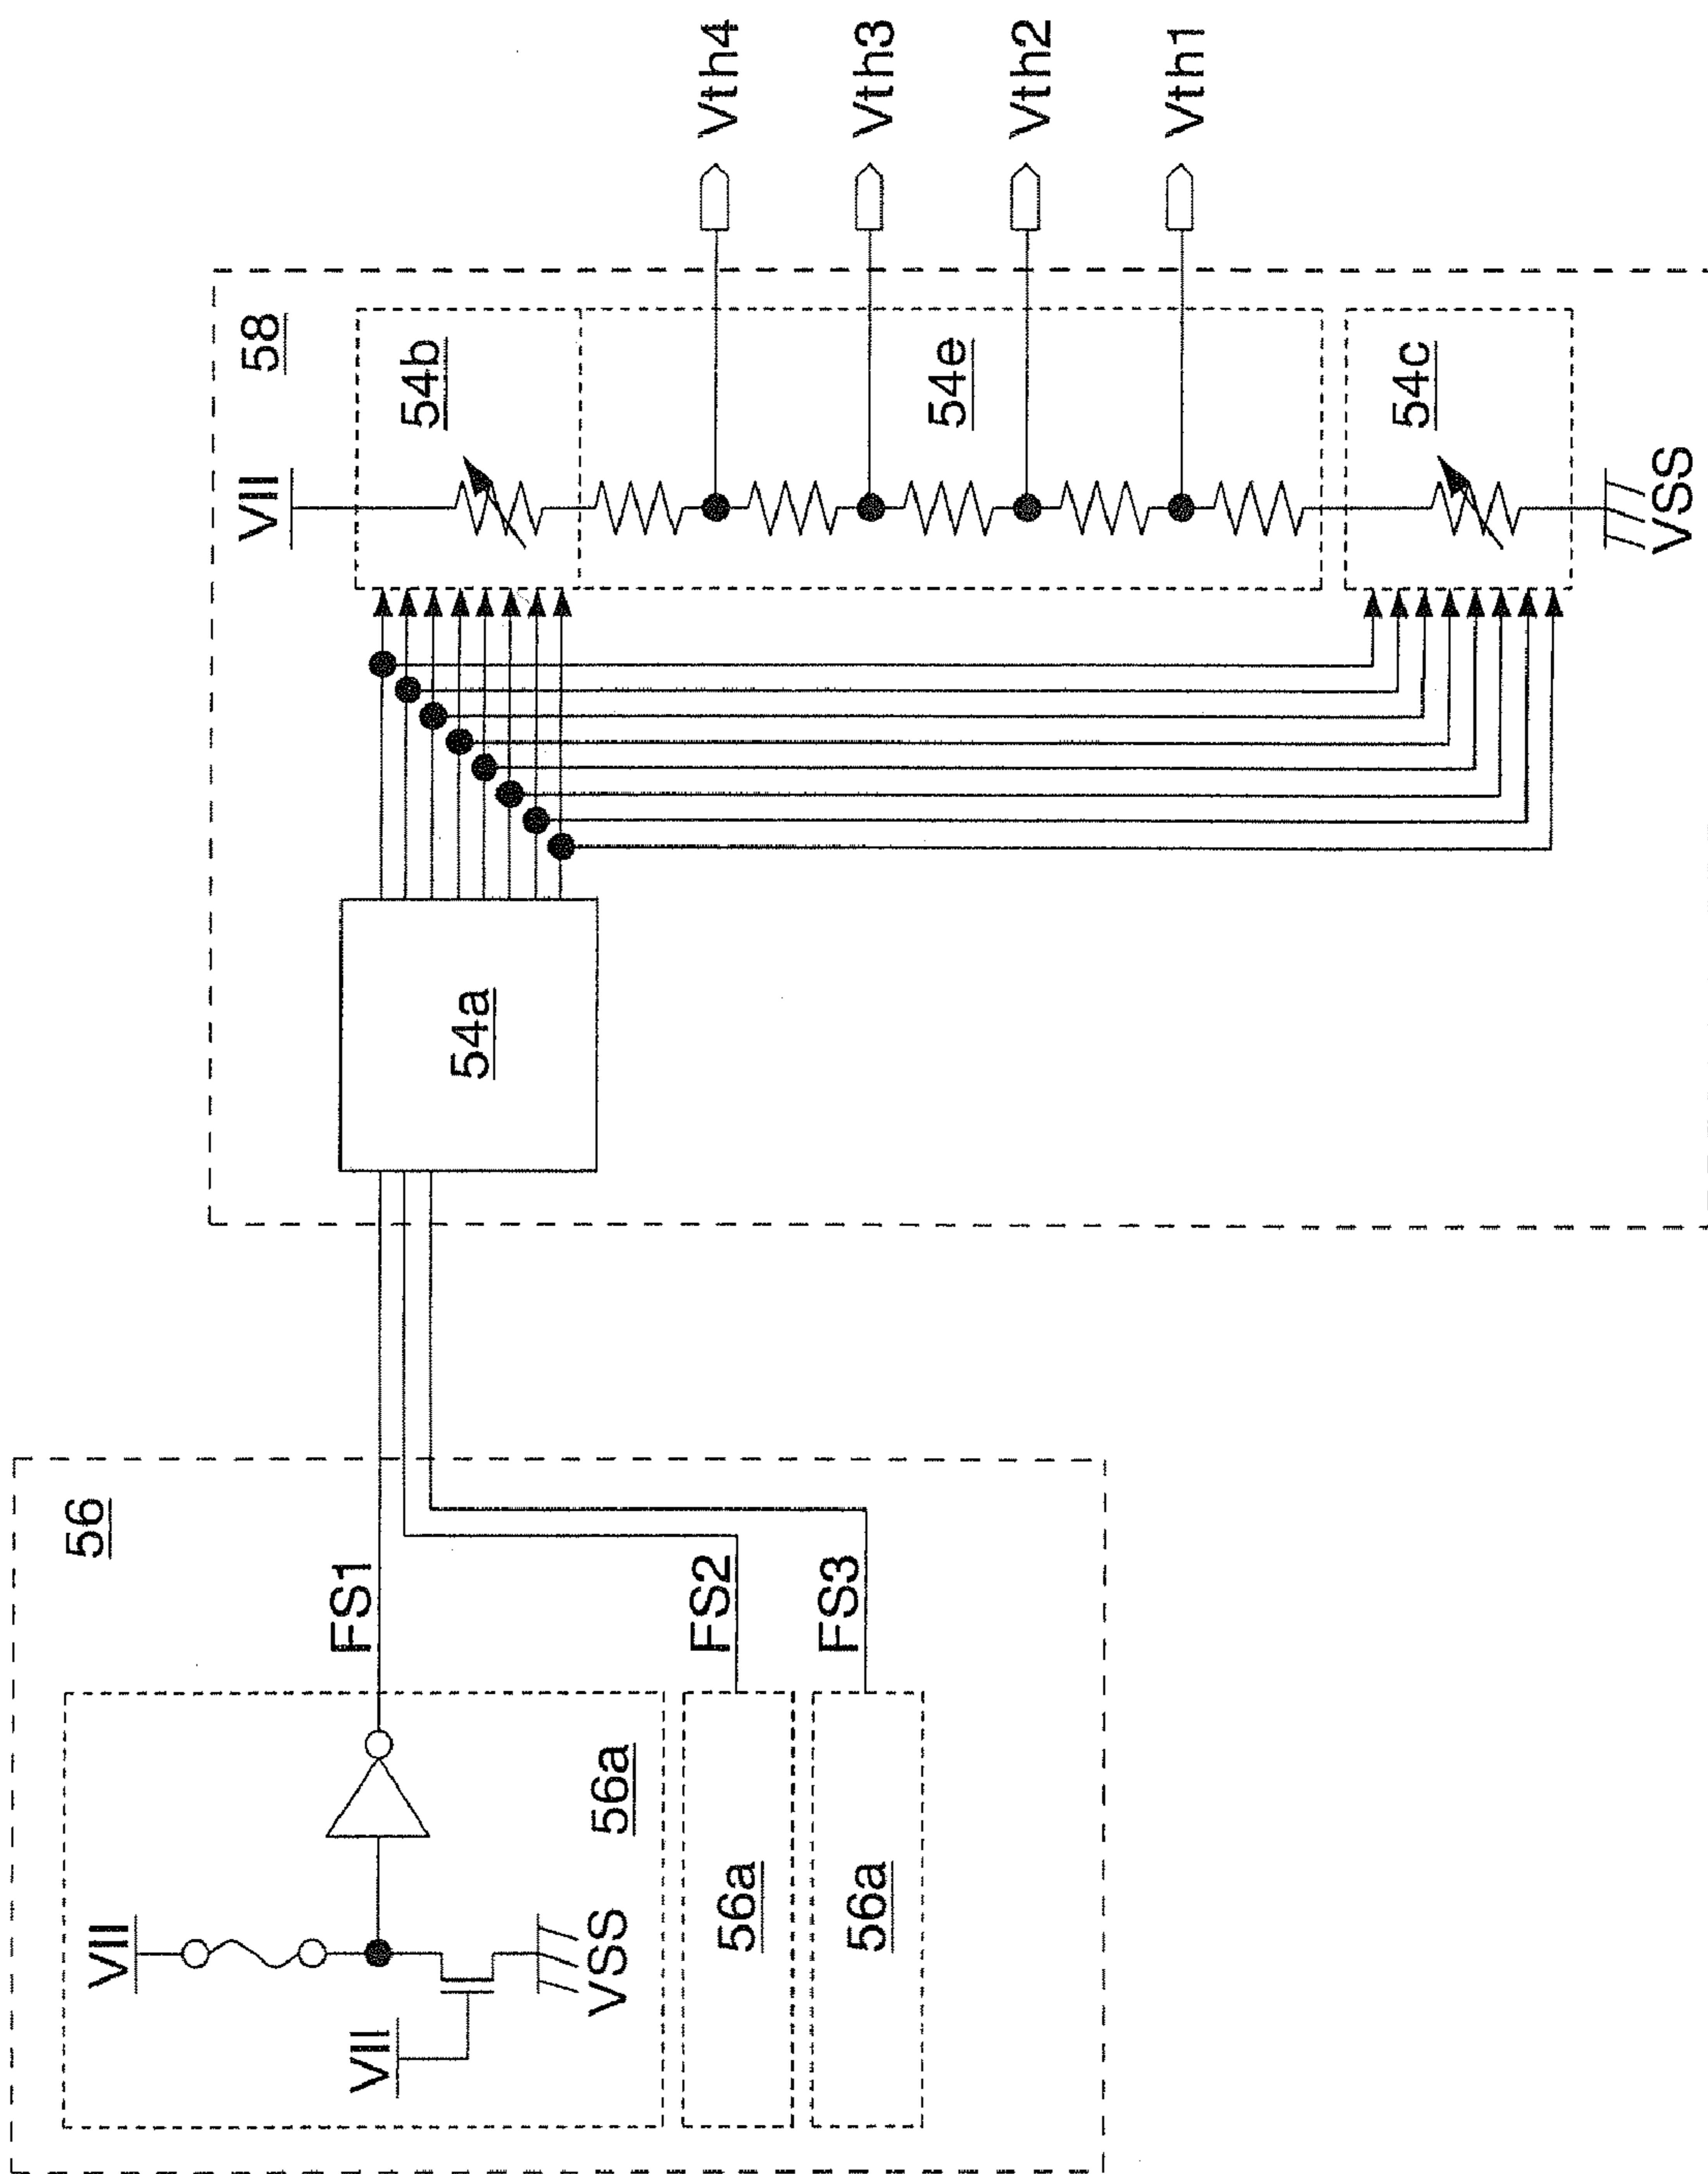 56
VII
VII
VSS
56a
FS1
56a
FS2
56a
FS3
58
54a
VII
54b
54e
54c
VSS
Vth4
Vth3
Vth2
Vth1